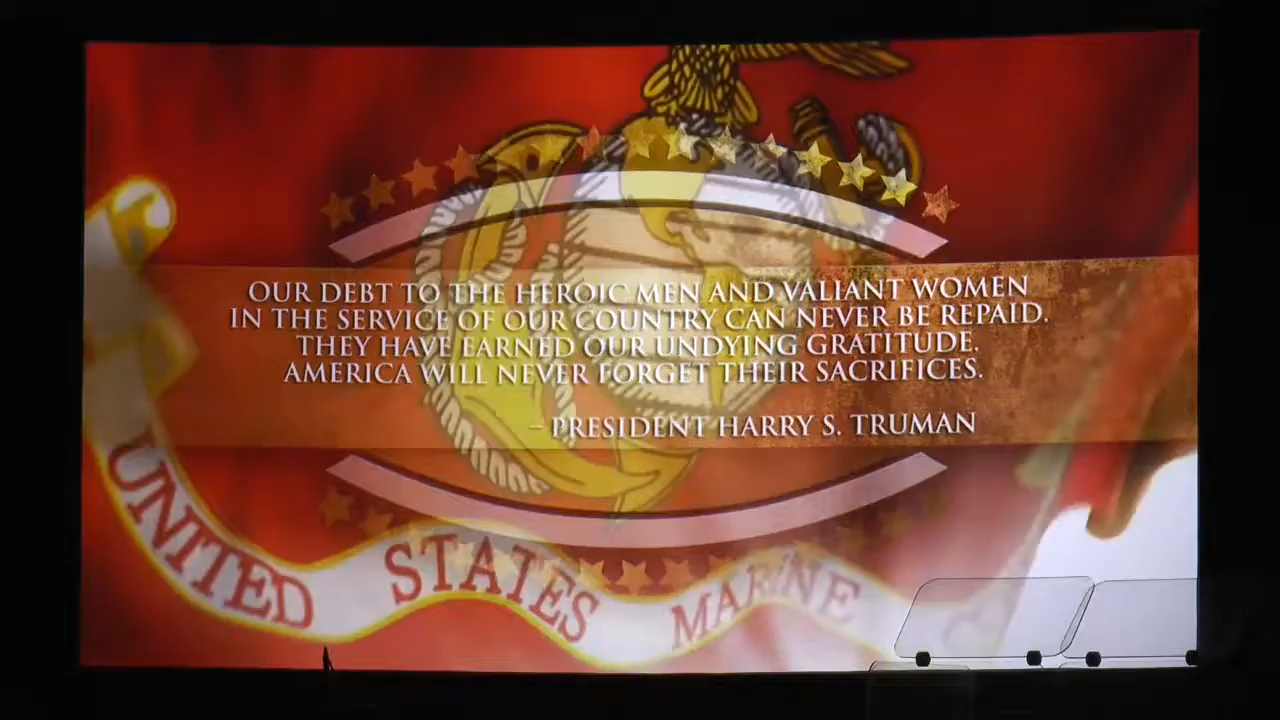 OUR DEBT TO THE HEROIC MEN AND VALIANT WOMEN
IN THE SERVICE OF OUR COUNTRY CAN NEVER BE REPAID.
THEY HAVE EARNED OUR UNDYING GRATITUDE.
AMERICA WILL NEVER FORGET THEIR SACRIFICES.
– PRESIDENT HARRY S. TRUMAN
UNITED STATES MARINE